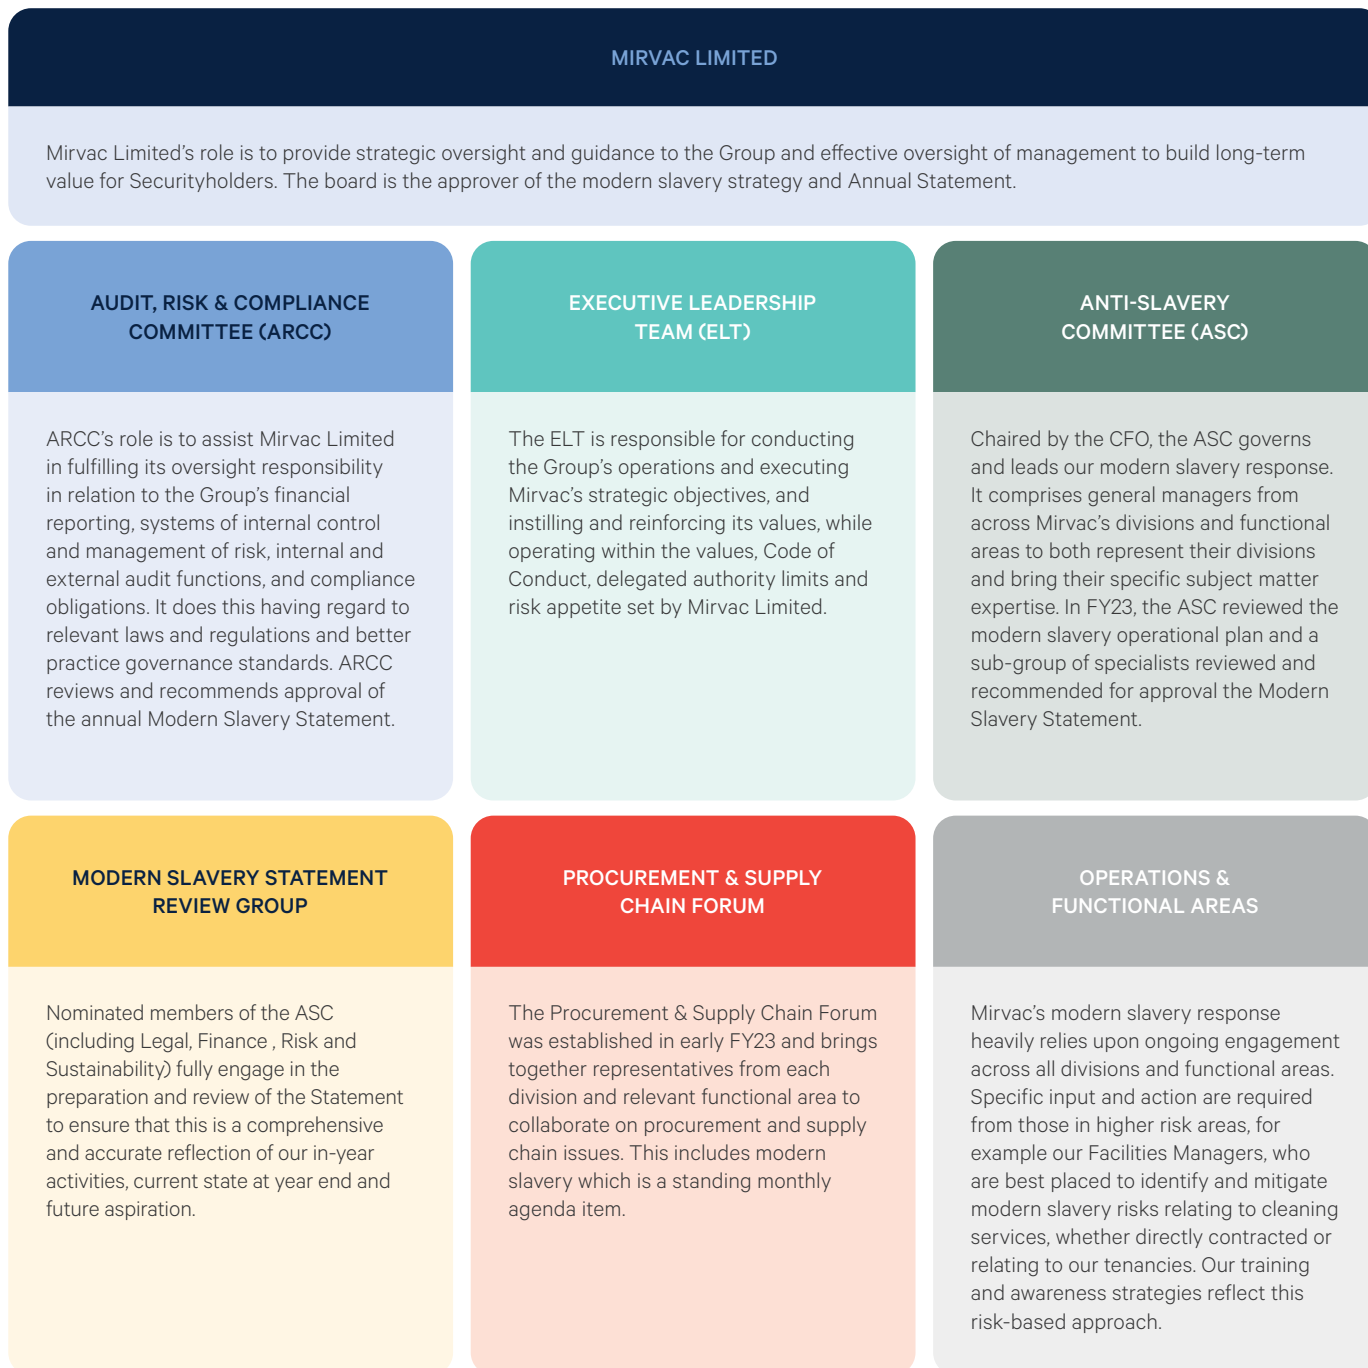 MIRVAC LIMITED
Mirvac Limited’s role is to provide strategic oversight and guidance to the Group and effective oversight of management to build long-term
value for Securityholders. The board is the approver of the modern slavery strategy and Annual Statement.
AUDIT, RISK & COMPLIANCE
COMMITTEE (ARCC)
ARCC’s role is to assist Mirvac Limited
in fulfilling its oversight responsibility
in relation to the Group’s financial
reporting, systems of internal control
and management of risk, internal and
external audit functions, and compliance
obligations. It does this having regard to
relevant laws and regulations and better
practice governance standards. ARCC
reviews and recommends approval of
the annual Modern Slavery Statement.
EXECUTIVE LEADERSHIP
TEAM (ELT)
The ELT is responsible for conducting
the Group’s operations and executing
Mirvac’s strategic objectives, and
instilling and reinforcing its values, while
operating within the values, Code of
Conduct, delegated authority limits and
risk appetite set by Mirvac Limited.
ANTI-SLAVERY
COMMITTEE (ASC)
Chaired by the CFO, the ASC governs
and leads our modern slavery response.
It comprises general managers from
across Mirvac’s divisions and functional
areas to both represent their divisions
and bring their specific subject matter
expertise. In FY23, the ASC reviewed the
modern slavery operational plan and a
sub-group of specialists reviewed and
recommended for approval the Modern
Slavery Statement.
MODERN SLAVERY STATEMENT
REVIEW GROUP
Nominated members of the ASC
(including Legal, Finance , Risk and
Sustainability) fully engage in the
preparation and review of the Statement
to ensure that this is a comprehensive
and accurate reflection of our in-year
activities, current state at year end and
future aspiration.
PROCUREMENT & SUPPLY
CHAIN FORUM
The Procurement & Supply Chain Forum
was established in early FY23 and brings
together representatives from each
division and relevant functional area to
collaborate on procurement and supply
chain issues. This includes modern
slavery which is a standing monthly
agenda item.
OPERATIONS &
FUNCTIONAL AREAS
Mirvac’s modern slavery response
heavily relies upon ongoing engagement
across all divisions and functional areas.
Specific input and action are required
from those in higher risk areas, for
example our Facilities Managers, who
are best placed to identify and mitigate
modern slavery risks relating to cleaning
services, whether directly contracted or
relating to our tenancies. Our training
and awareness strategies reflect this
risk-based approach.